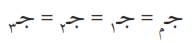 جـم = جـ١ = جـ٢ = جـ٣